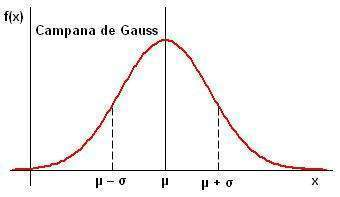 f(x)
Campana de Gauss
μ – σ μ μ + σ x